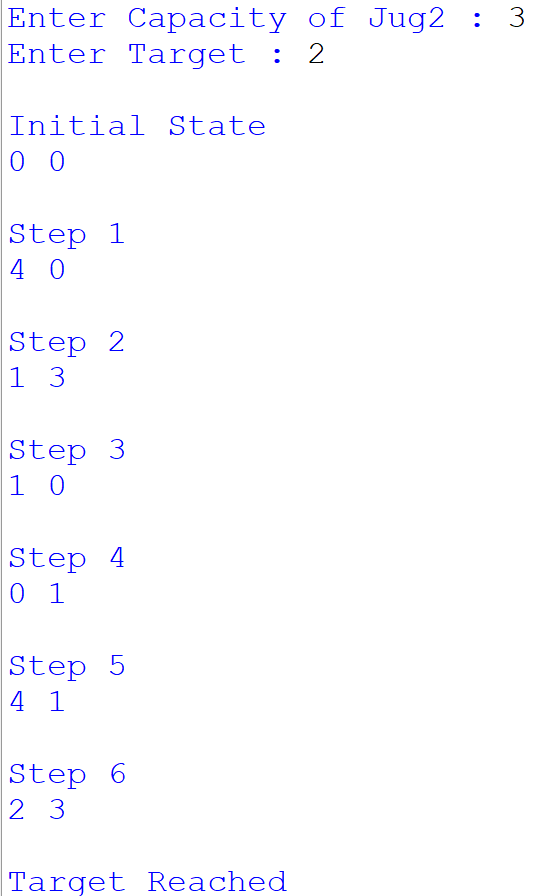 Enter Capacity of Jug2 : 3
Enter Target : 2
Initial State
0 0
Step 1
4 0
Step 2
1 3
Step 3
1 0
Step 4
0 1
Step 5
4 1
Step 6
2 3
Target Reached